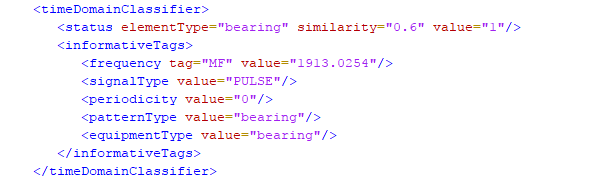 <timeDomainClassifier>
<status elementType="bearing" similarity="0.6" value="1"/>
<informativeTags>
<frequency tag="MF" value="1913.0254"/>
<signalType value="PULSE"/>
<periodicity value="0"/>
<patternType value="bearing"/>
<equipmentType value="bearing"/>
</informativeTags>
</timeDomainClassifier>